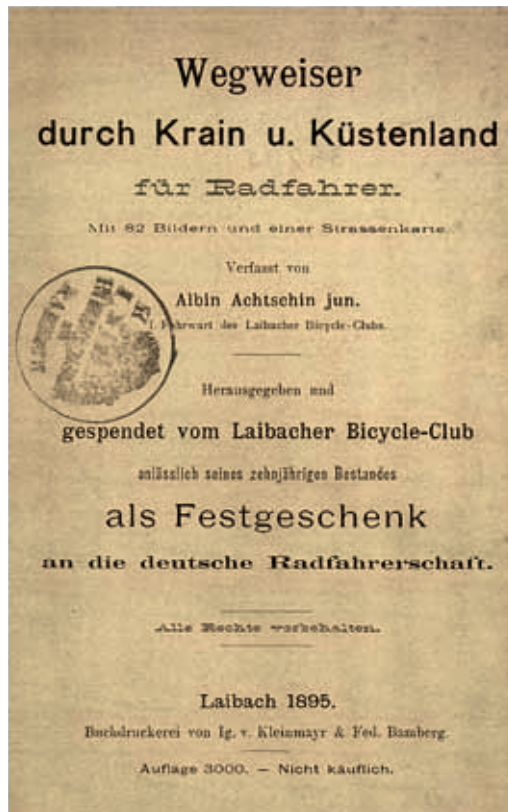 Wegweiser
durch Krain u. Küstenland
für Radfahrer.
Mit 82 Bildern und einer Strassenkarte.
Verfasst von
Albin Achtschin jun.
I. Fahrwart des Laibacher Bicycle-Clubs.
Herausgegeben und
gespendet vom Laibacher Bicycle-Club
anlässlich seines zehnjährigen Bestandes
als Festgeschenk
an die deutsche Radfahrerschaft.
Alle Rechte vorbehalten.
Laibach 1895.
Buchdruckerei von Ig. v. Kleinmayr & Fed. Bamberg.
Auflage 3000. — Nicht käuflich.